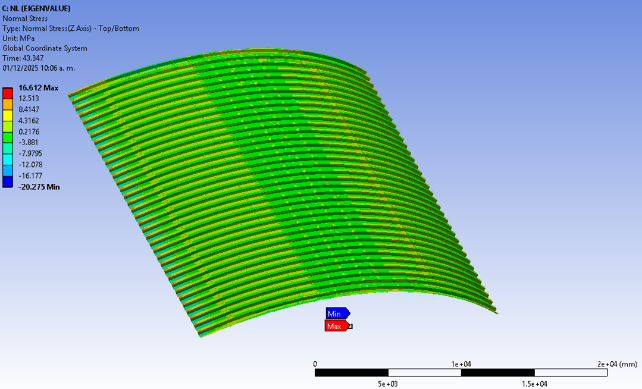 C: NL (EIGENVALUE)
Normal Stress
Type: Normal Stress(Z Axis) - Top/Bottom
Unit: MPa
Global Coordinate System
Time: 43.347
01/12/2025 10:06 a. m.
16.612 Max
12.513
8.4147
4.3162
0.2176
-3.881
-7.9795
-12.078
-16.177
-20.275 Min
Min
Max
0 1e+04 2e+04 (mm)
5e+03 1.5e+04